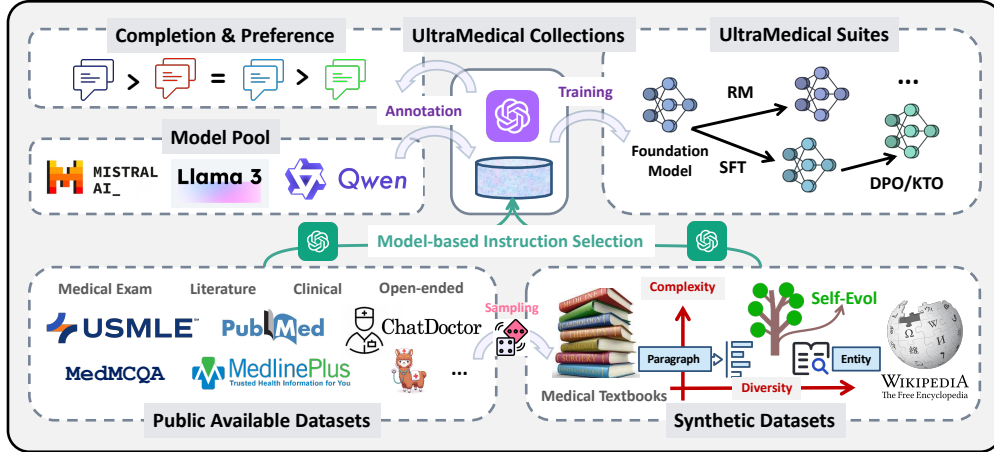 Completion & Preference
UltraMedical Collections
UltraMedical Suites
> = >
Annotation
Training
RM
...
Foundation
Model
SFT
DPO/KTO
Model Pool
MISTRAL
AI_
Llama 3
Qwen
Model-based Instruction Selection
Medical Exam
Literature
Clinical
Open-ended
USMLE
PubMed
ChatDoctor
MedMCQA
MedlinePlus
Trusted Health Information for You
...
Public Available Datasets
Sampling
Complexity
Self-Evol
Paragraph
Entity
Medical Textbooks
Diversity
WIKIPEDIA
The Free Encyclopedia
Synthetic Datasets